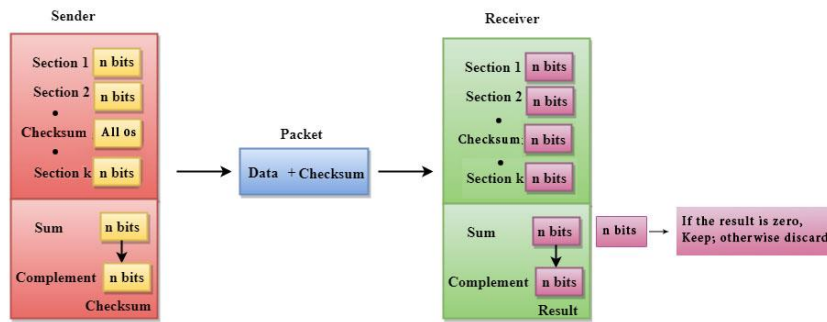 Sender
Section 1 n bits
Section 2 n bits
Checksum All os
Section k n bits
Sum n bits
Complement n bits
Checksum
Packet
Data + Checksum
Receiver
Section 1 n bits
Section 2 n bits
Checksum: n bits
Section k n bits
Sum n bits
Complement n bits
Result
n bits
If the result is zero,
Keep; otherwise discard